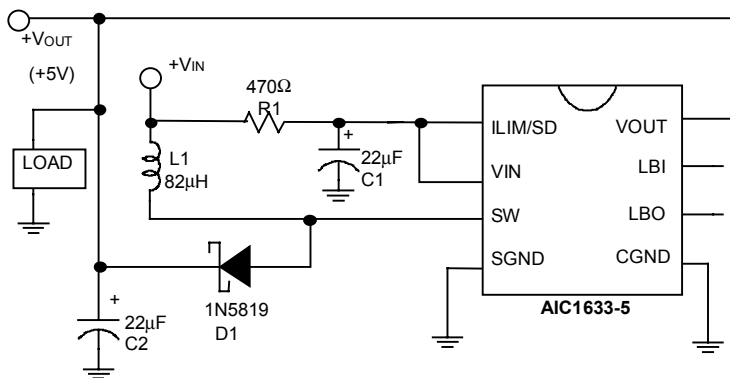 +VOUT
(+5V)
LOAD
+VIN
470Ω
R1
L1
82µH
+
22µF
C1
1N5819
D1
+
22µF
C2
ILIM/SD
VIN
SW
SGND
VOUT
LBI
LBO
CGND
AIC1633-5